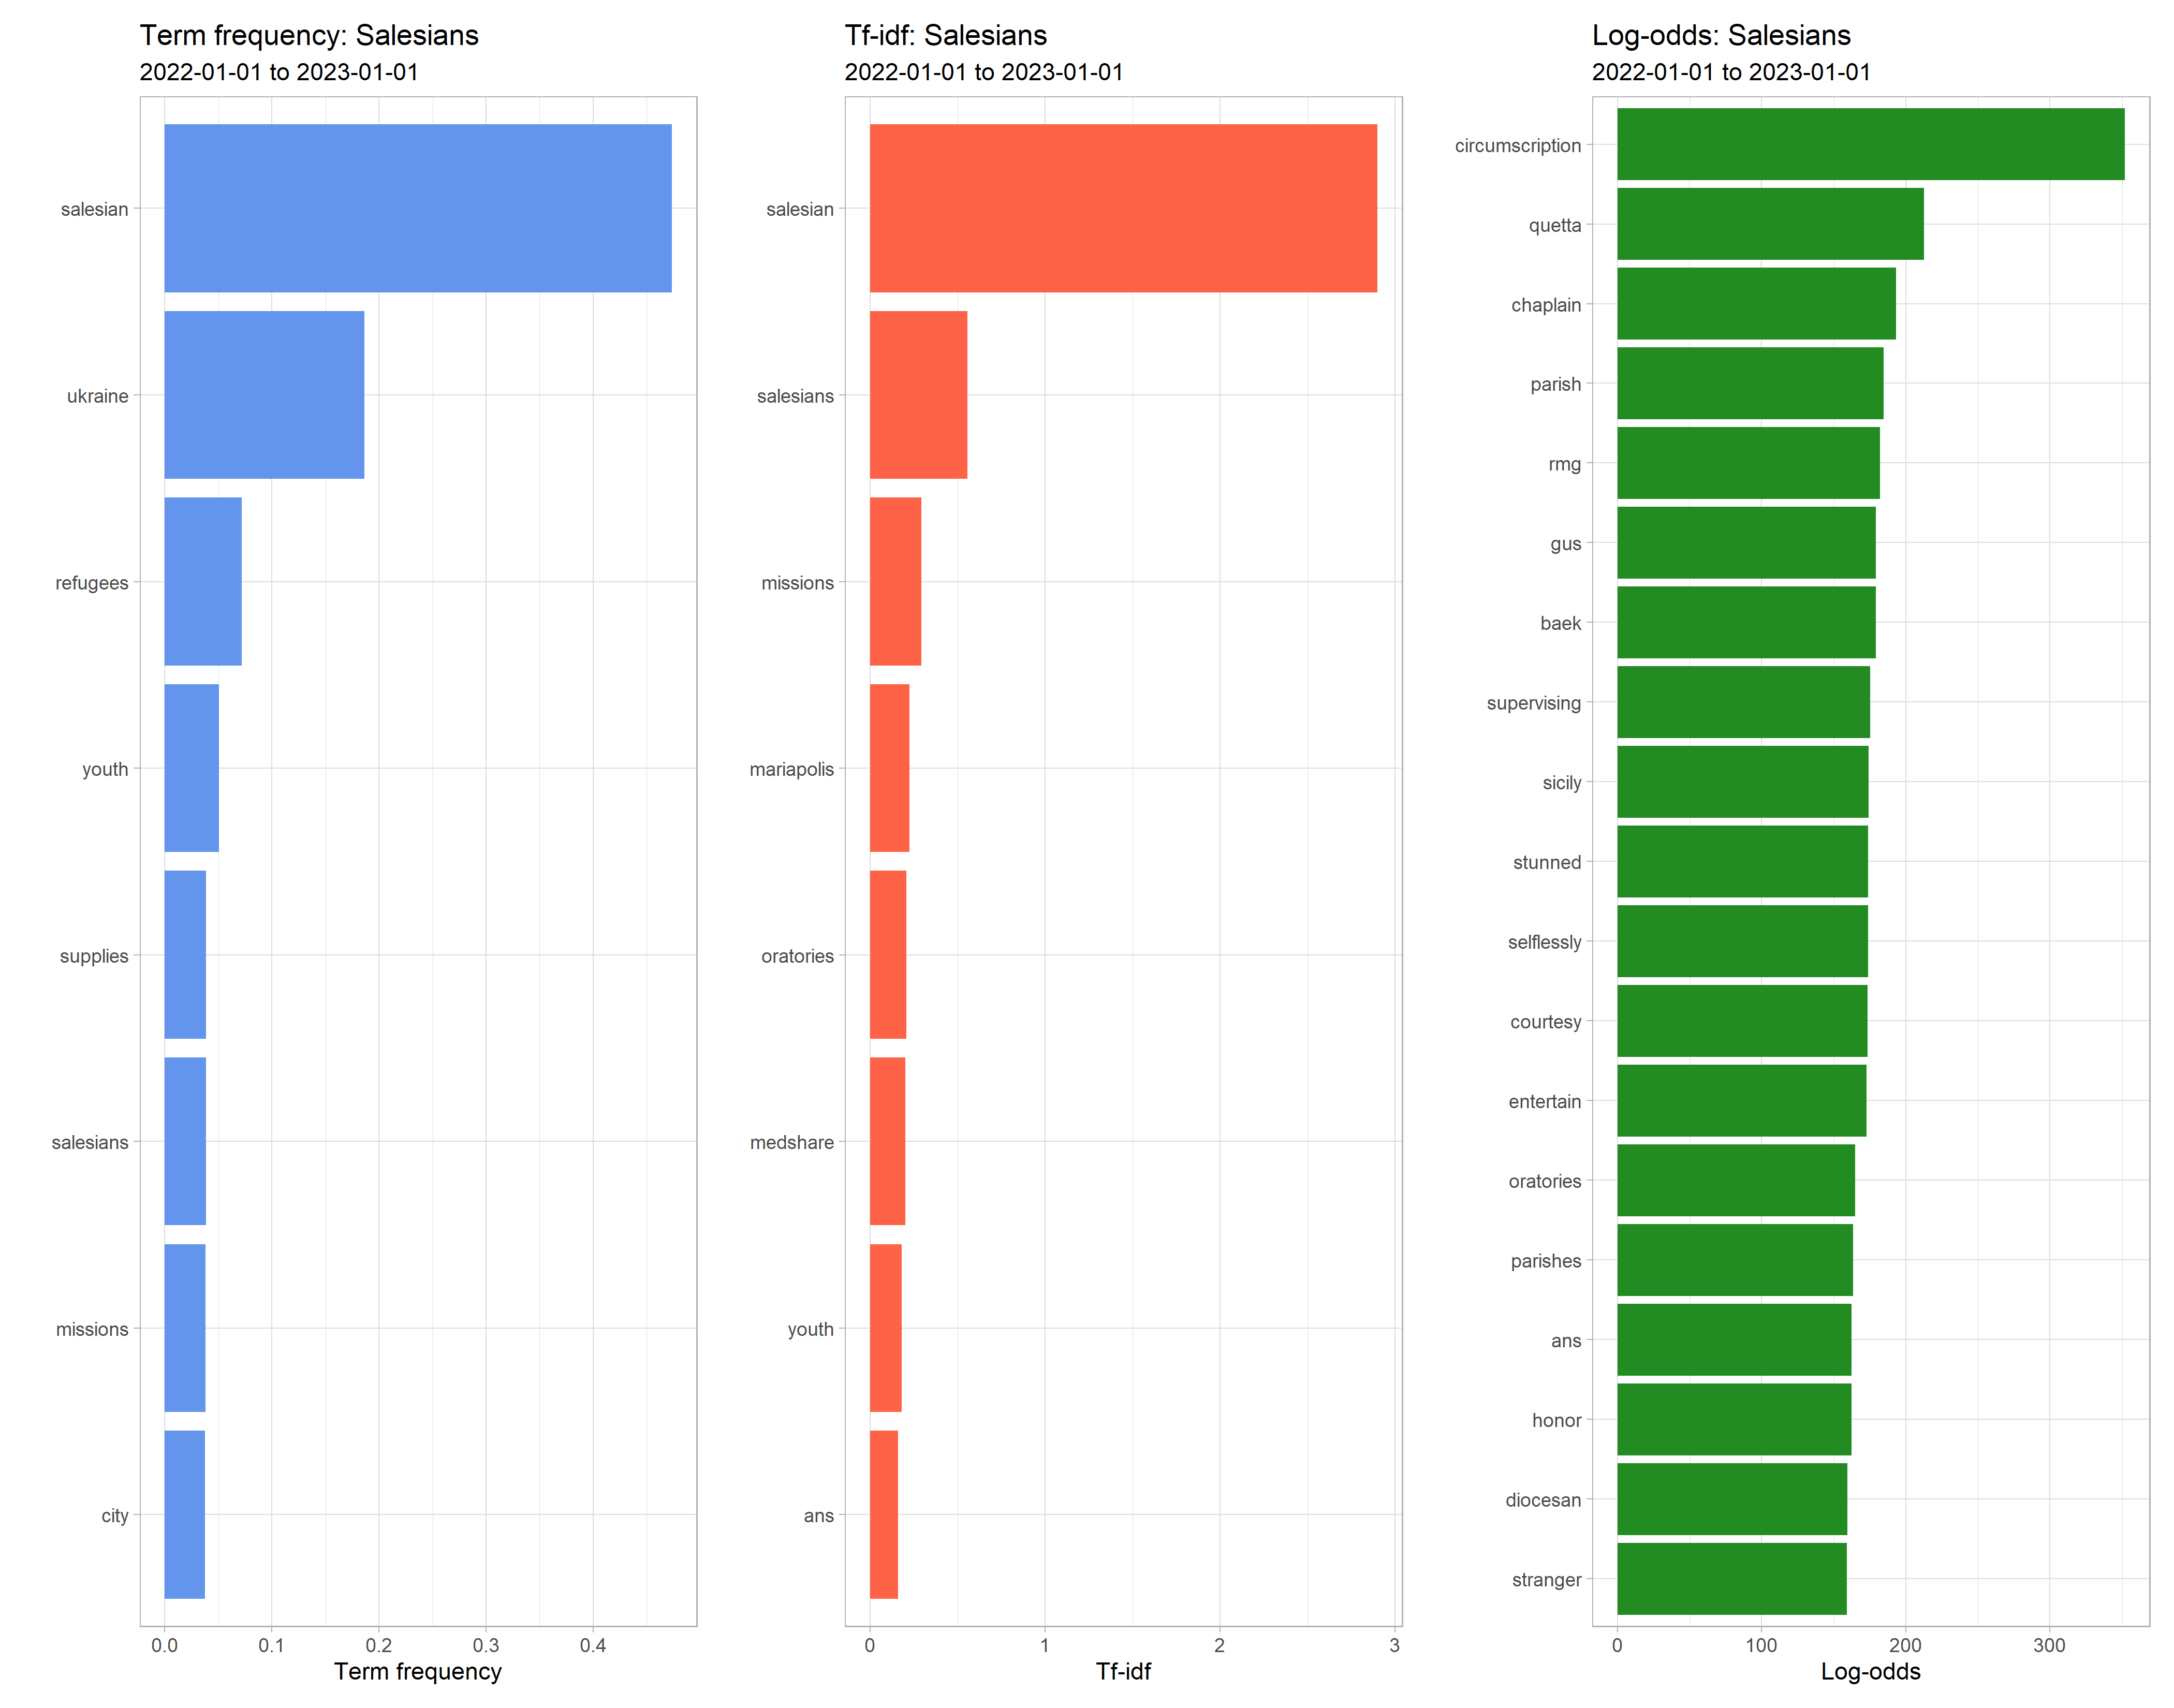 Term frequency: Salesians
2022-01-01 to 2023-01-01
salesian
ukraine
refugees
youth
supplies
salesians
missions
city
0.0 0.1 0.2 0.3 0.4
Term frequency
Tf-idf: Salesians
2022-01-01 to 2023-01-01
salesian
salesians
missions
mariapolis
oratories
medshare
youth
ans
0 1 2 3
Tf-idf
Log-odds: Salesians
2022-01-01 to 2023-01-01
circumscription
quetta
chaplain
parish
rmg
gus
baek
supervising
sicily
stunned
selflessly
courtesy
entertain
oratories
parishes
ans
honor
diocesan
stranger
0 100 200 300
Log-odds